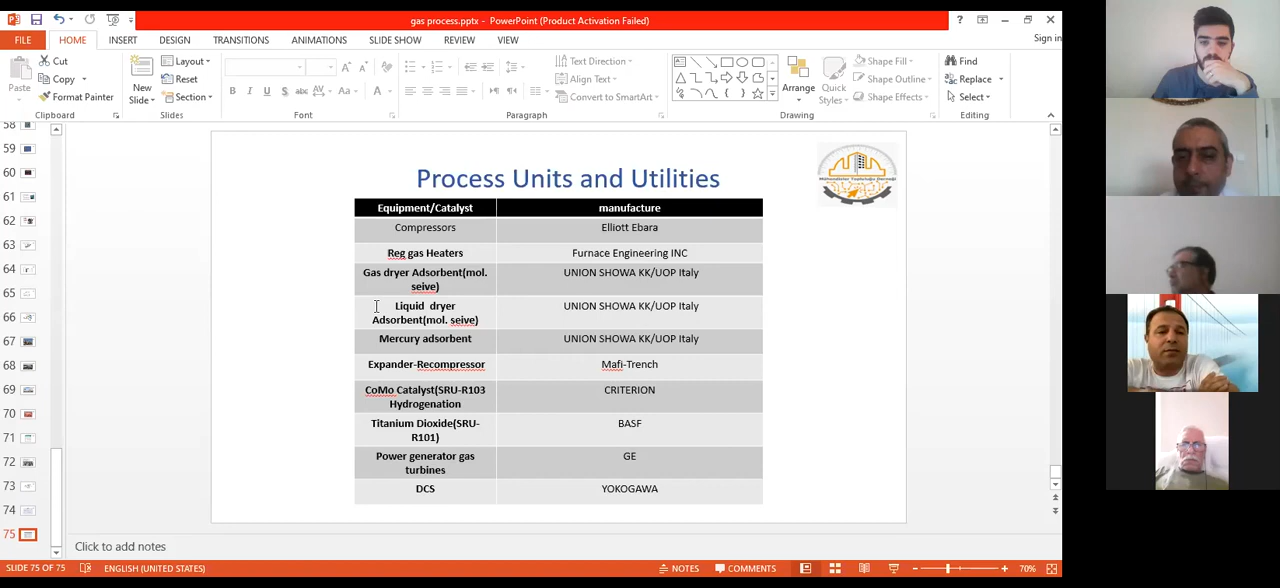 gas process.pptx - PowerPoint (Product Activation Failed)
FILE HOME INSERT DESIGN TRANSITIONS ANIMATIONS SLIDE SHOW REVIEW VIEW Sign in
Paste Cut Copy Format Painter
Clipboard
New Slide Layout Reset Section
Slides
B I U S abc AV Aa A
Font
Paragraph
Text Direction Align Text Convert to SmartArt
Arrange Quick Styles Shape Fill Shape Outline Shape Effects
Drawing
Find Replace Select
Editing
58
59
60
61
62
63
64
65
66
67
68
69
70
71
72
73
74
75
Process Units and Utilities
Mühendisler Topluluğu Derneği
Equipment/Catalyst manufacture
Compressors Elliott Ebara
Reg gas Heaters Furnace Engineering INC
Gas dryer Adsorbent(mol. UNION SHOWA KK/UOP Italy
seive)
Liquid dryer UNION SHOWA KK/UOP Italy
Adsorbent(mol. seive)
Mercury adsorbent UNION SHOWA KK/UOP Italy
Expander-Recompressor Mafi-Trench
CoMo Catalyst(SRU-R103 CRITERION
Hydrogenation
Titanium Dioxide(SRU- BASF
R101)
Power generator gas GE
turbines
DCS YOKOGAWA
Click to add notes
SLIDE 75 OF 75 ENGLISH (UNITED STATES) NOTES COMMENTS 70%